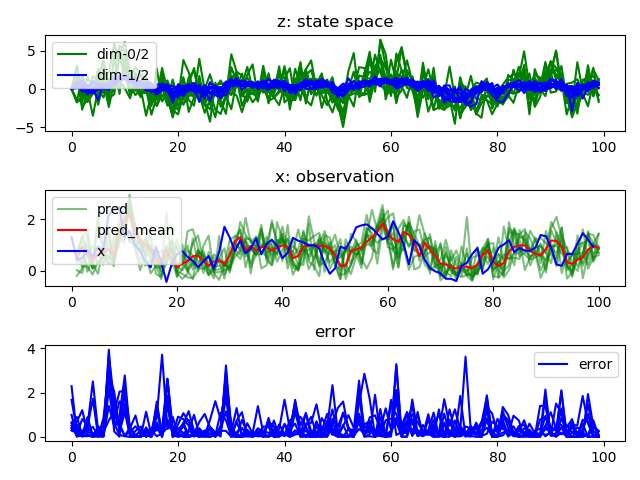 z: state space
dim-0/2
dim-1/2
5
0
−5
0 20 40 60 80 100
x: observation
pred
pred_mean
x
2
0
0 20 40 60 80 100
error
error
4
2
0
0 20 40 60 80 100